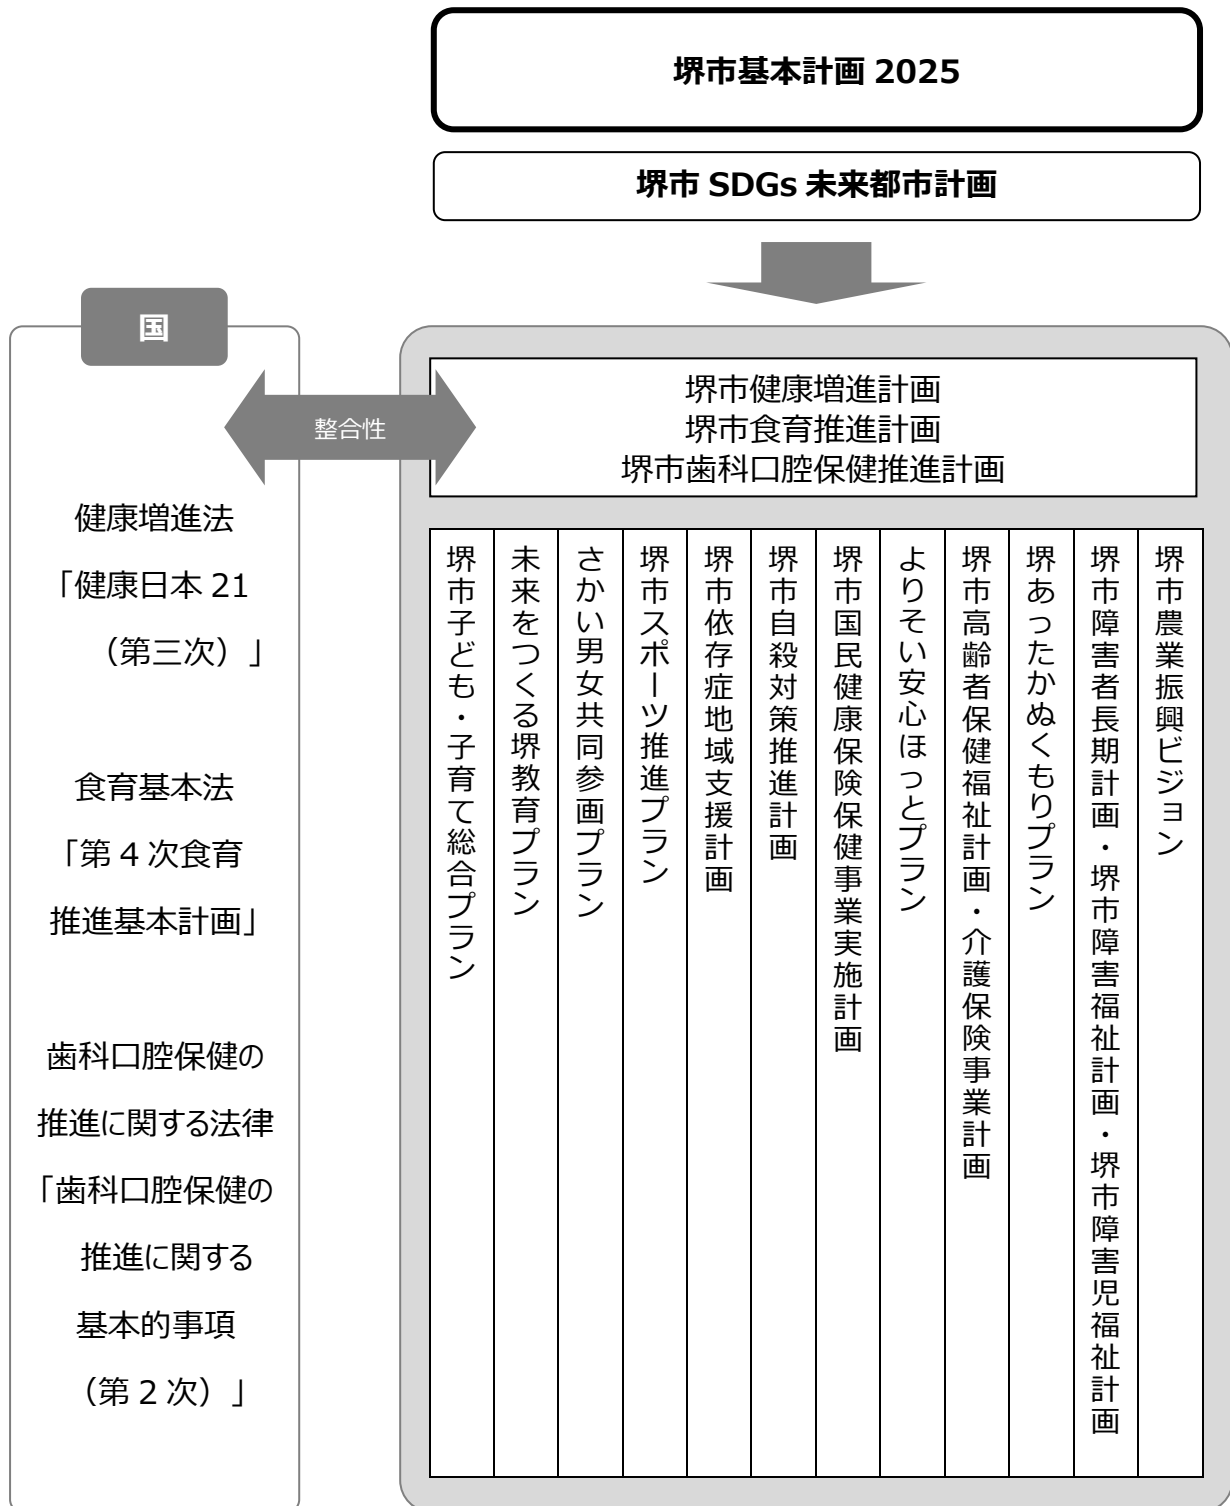 堺市基本計画 2025
堺市 SDGs 未来都市計画
国
整合性
健康増進法
「健康日本 21
（第三次）」
食育基本法
「第 4 次食育
推進基本計画」
歯科口腔保健の
推進に関する法律
「歯科口腔保健の
推進に関する
基本的事項
（第 2 次）」
堺市健康増進計画
堺市食育推進計画
堺市歯科口腔保健推進計画
堺市子ども・子育て総合プラン
未来をつくる堺教育プラン
さかい男女共同参画プラン
堺市スポーツ推進プラン
堺市依存症地域支援計画
堺市自殺対策推進計画
堺市国民健康保険保健事業実施計画
よりそい安心ほっとプラン
堺市高齢者保健福祉計画・介護保険事業計画
堺あったかぬくもりプラン
堺市障害者長期計画・堺市障害福祉計画・堺市障害児福祉計画
堺市農業振興ビジョン